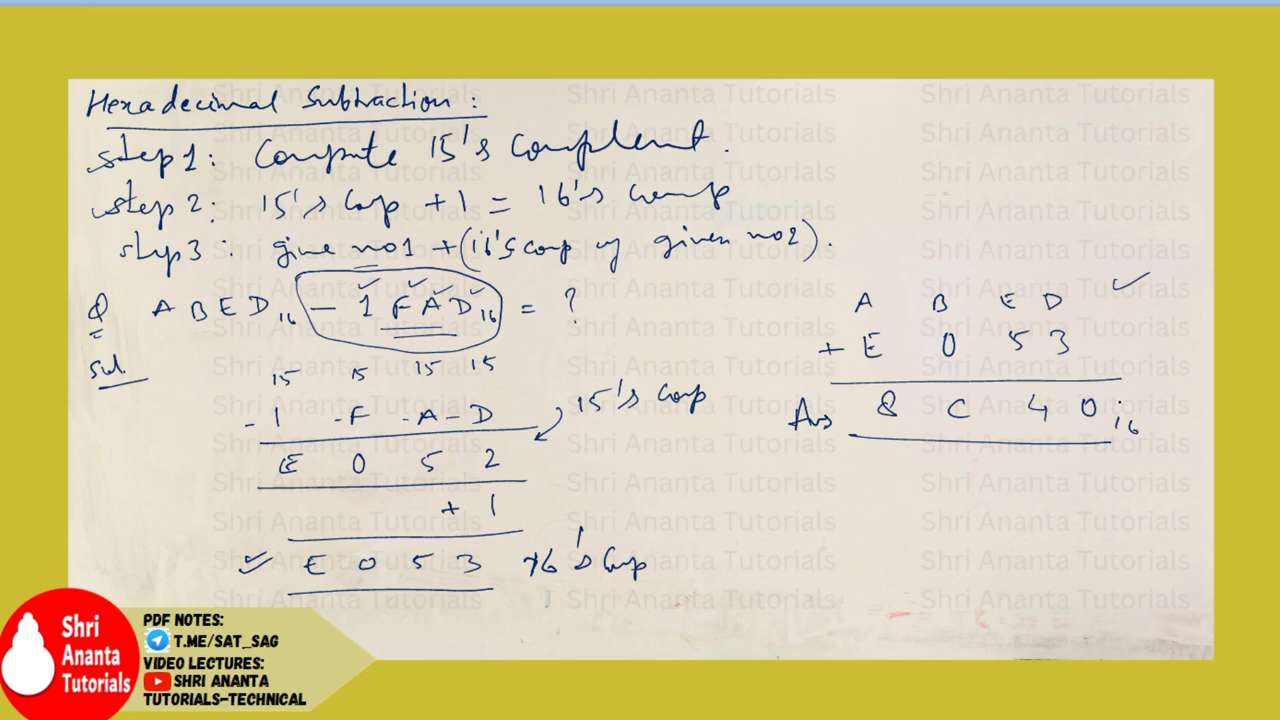 Hexadecimal Subtraction :
step 1 : Compute 15's Complent.
step 2 : 15's Comp + 1 = 16's Comp
step 3 : give no1 + (16's comp of given no2).
Q ABED16 - 1FAD16 = ?
Sol.
15 15 15 15
- 1 - F - A - D
15's Comp
E 0 5 2
+ 1
E 0 5 3 16's Comp
A B E D
+ E 0 5 3
Ans 8 C 4 0 16
Shri Ananta Tutorials
PDF NOTES:
T.ME/SAT_SAG
VIDEO LECTURES:
SHRI ANANTA
TUTORIALS-TECHNICAL